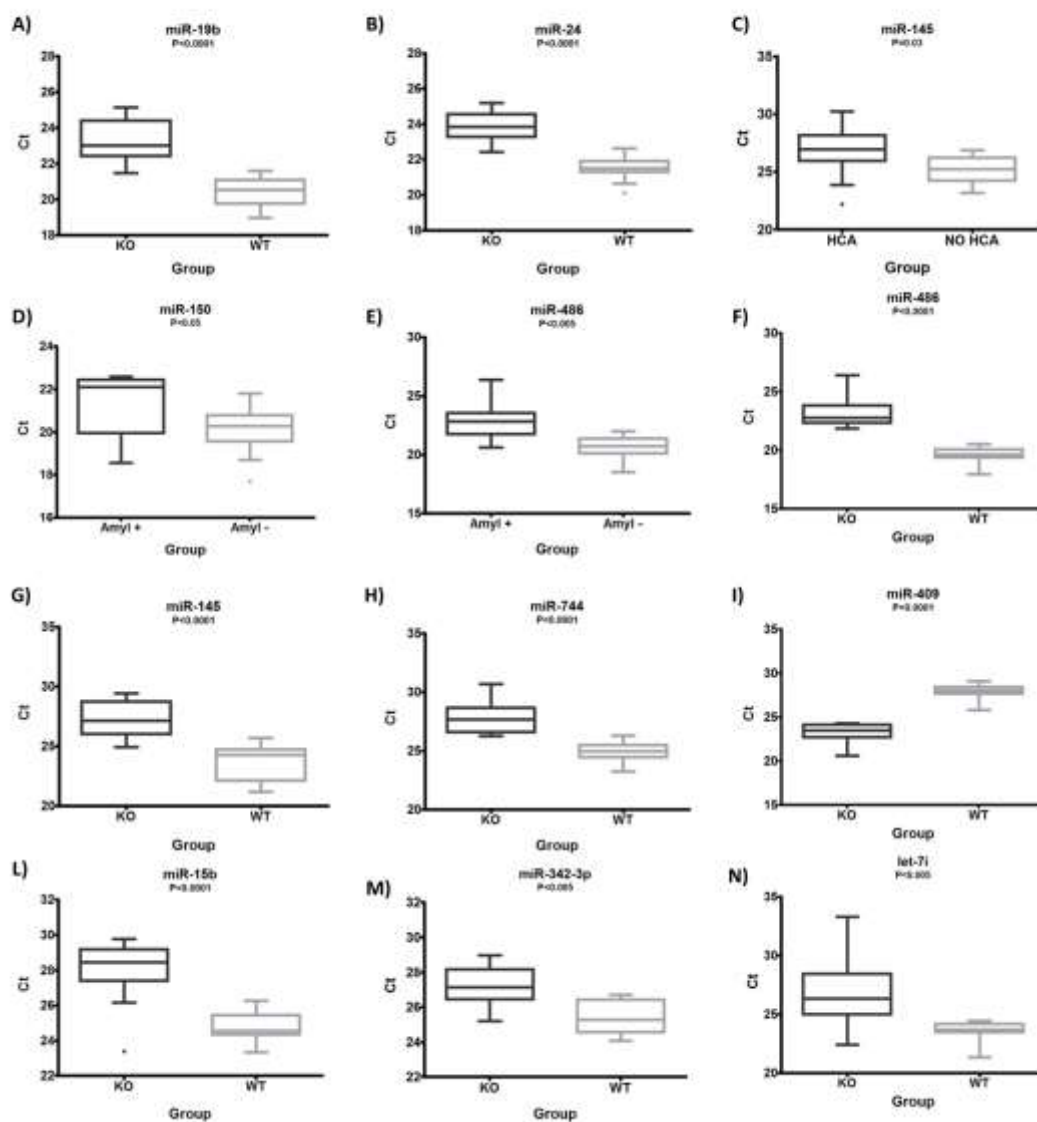 A)
miR-19b
P<0.0001
28
26
24
22
20
18
Ct
KO
WT
Group
B)
miR-24
P<0.0001
28
26
24
22
20
18
Ct
KO
WT
Group
C)
miR-145
P<0.03
35
30
25
20
Ct
HCA
NO HCA
Group
D)
miR-150
P<0.05
24
22
20
18
16
Ct
Amyl +
Amyl -
Group
E)
miR-486
P<0.005
30
25
20
15
Ct
Amyl +
Amyl -
Group
F)
miR-486
P<0.0001
30
25
20
15
Ct
KO
WT
Group
G)
miR-145
P<0.0001
35
30
25
20
Ct
KO
WT
Group
H)
miR-744
P<0.0001
35
30
25
20
Ct
KO
WT
Group
I)
miR-409
P<0.0001
35
30
25
20
15
Ct
KO
WT
Group
L)
miR-15b
P<0.0001
32
30
28
26
24
22
Ct
KO
WT
Group
M)
miR-342-3p
P<0.005
32
30
28
26
24
22
Ct
KO
WT
Group
N)
let-7i
P<0.005
35
30
25
20
Ct
KO
WT
Group